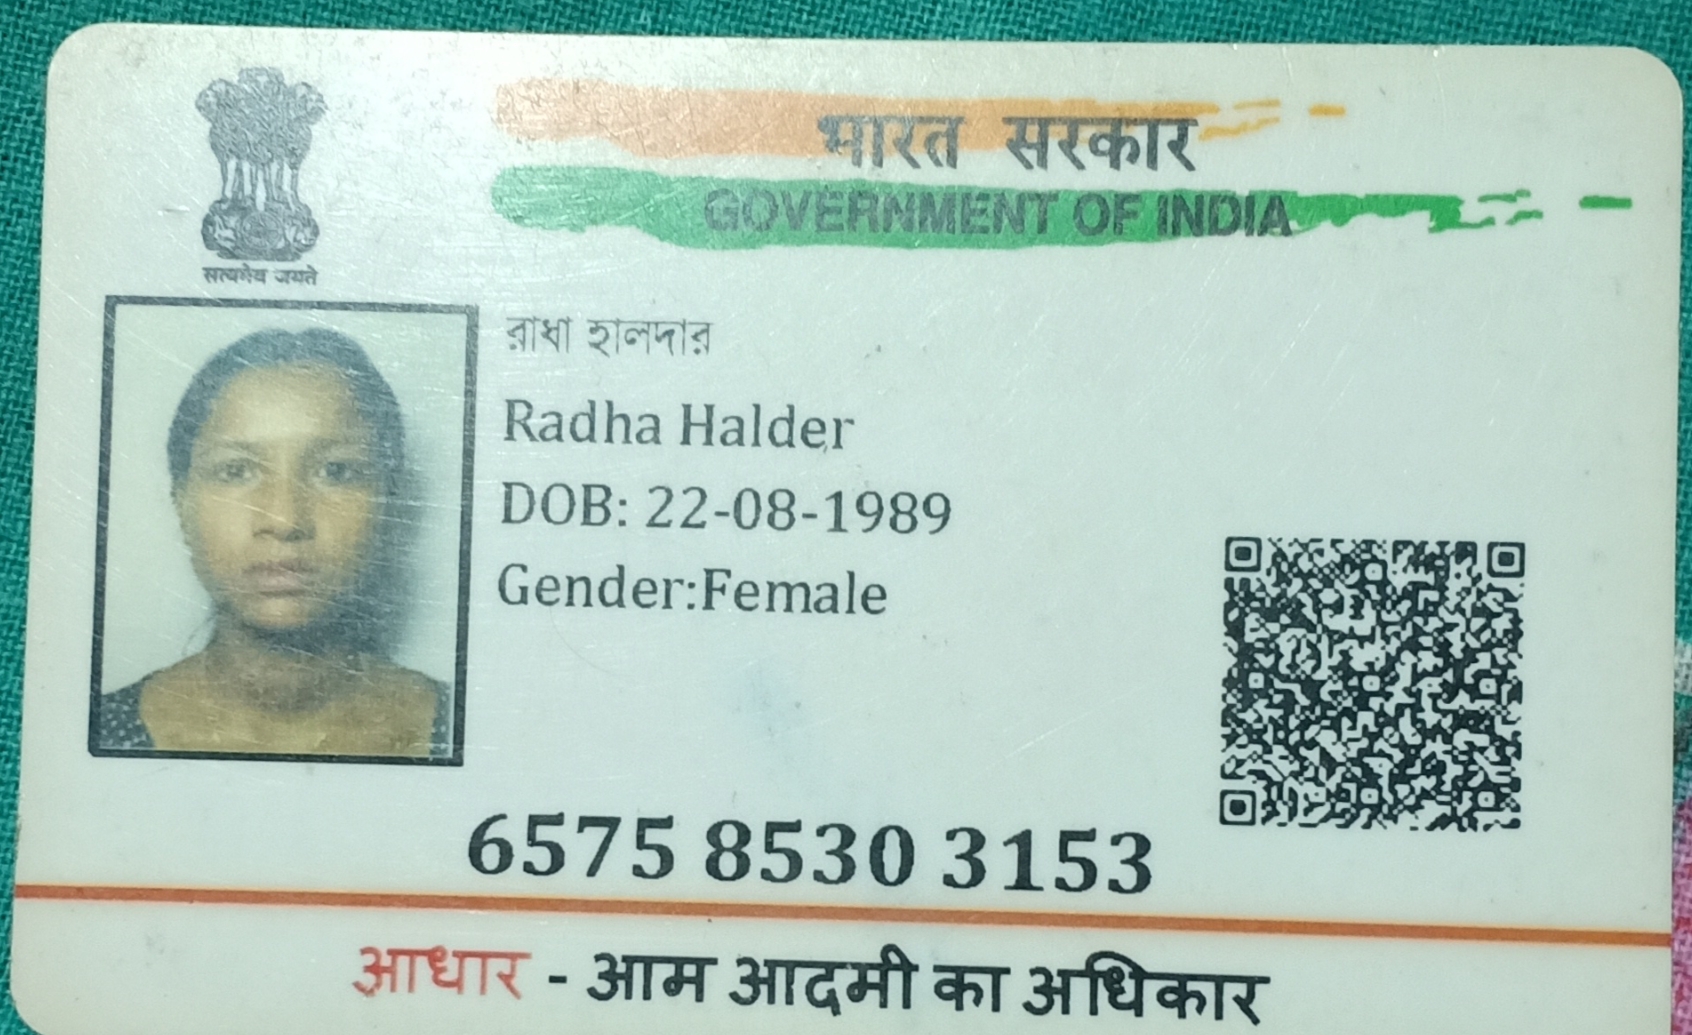 भारत सरकार
GOVERNMENT OF INDIA
सत्यमेव जयते
রাধা হালদার
Radha Halder
DOB: 22-08-1989
Gender:Female
6575 8530 3153
आधार - आम आदमी का अधिकार